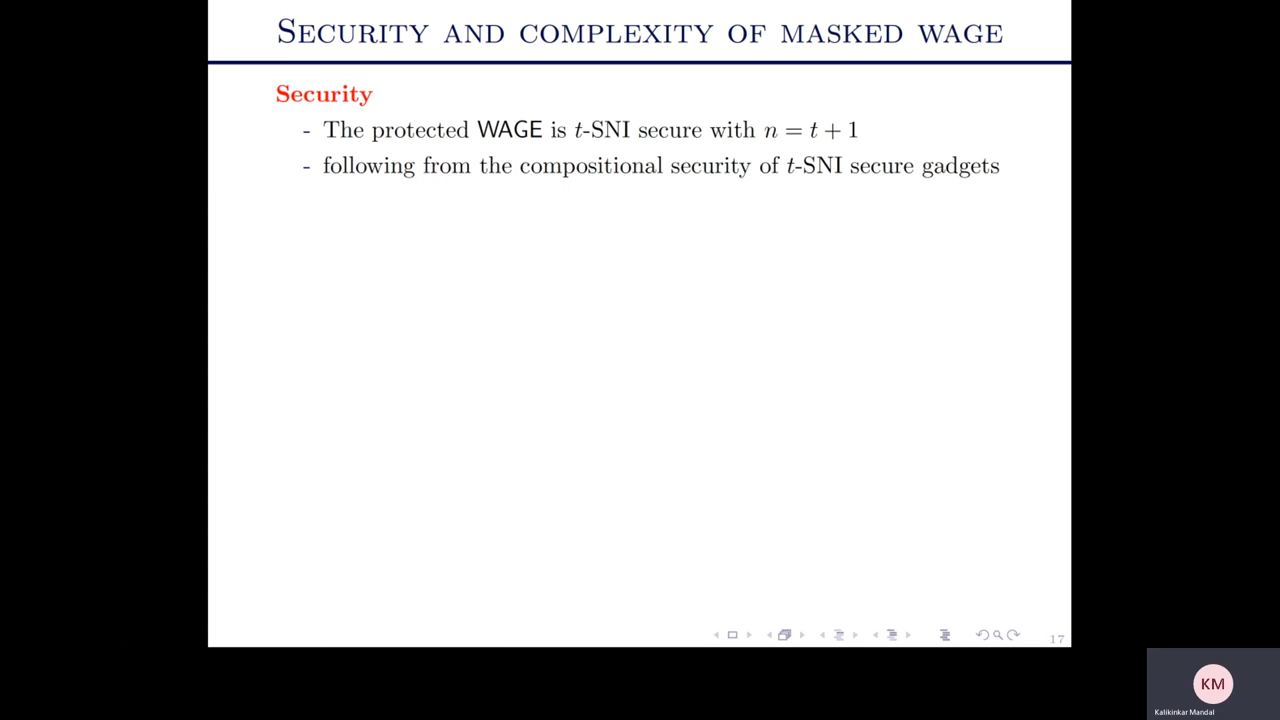 Security and complexity of masked wage
Security
- The protected WAGE is t-SNI secure with n = t + 1
- following from the compositional security of t-SNI secure gadgets
17
KM
Kalikinkar Mandal